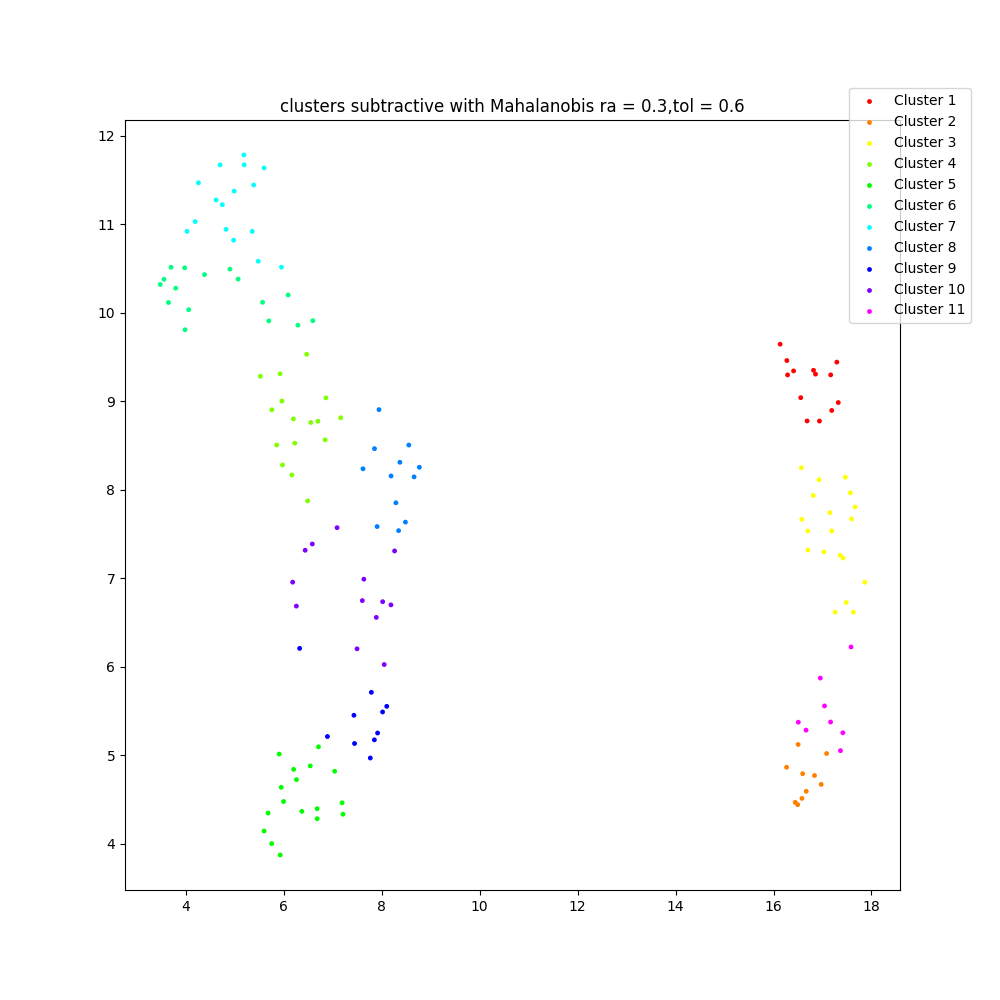 clusters subtractive with Mahalanobis ra = 0.3,tol = 0.6
Cluster 1
Cluster 2
Cluster 3
Cluster 4
Cluster 5
Cluster 6
Cluster 7
Cluster 8
Cluster 9
Cluster 10
Cluster 11
12
11
10
9
8
7
6
5
4
4 6 8 10 12 14 16 18